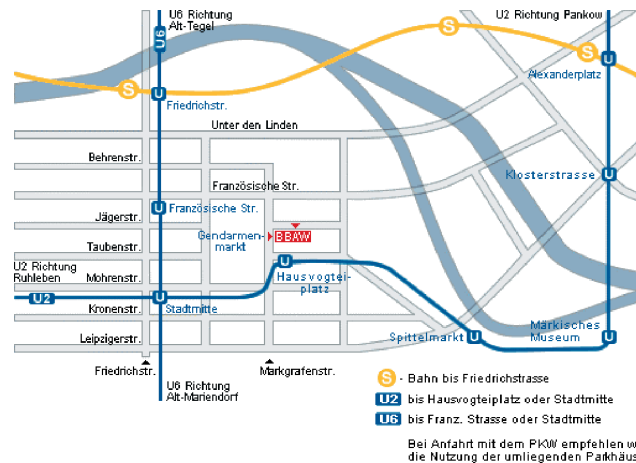 U6 Richtung
Alt-Tegel
U2 Richtung Pankow
U6
S
S
S
U
Alexanderplatz
U
Friedrichstr.
Unter den Linden
Behrenstr.
Klosterstrasse
U
Französische Str.
U
Französische Str.
Jägerstr.
Gendarmen-
markt
BBAW
Taubenstr.
U2 Richtung
Ruhleben
Mohrenstr.
U
Hausvogtei-
platz
U2
U
Kronenstr.
Stadtmitte
Leipzigerstr.
Spittelmarkt
U
Märkisches
Museum
U
Friedrichstr.
Markgrafenstr.
U6 Richtung
Alt-Mariendorf
S - Bahn bis Friedrichstrasse
U2 bis Hausvogteiplatz oder Stadtmitte
U6 bis Franz. Strasse oder Stadtmitte
Bei Anfahrt mit dem PKW empfehlen w
die Nutzung der umliegenden Parkhäus